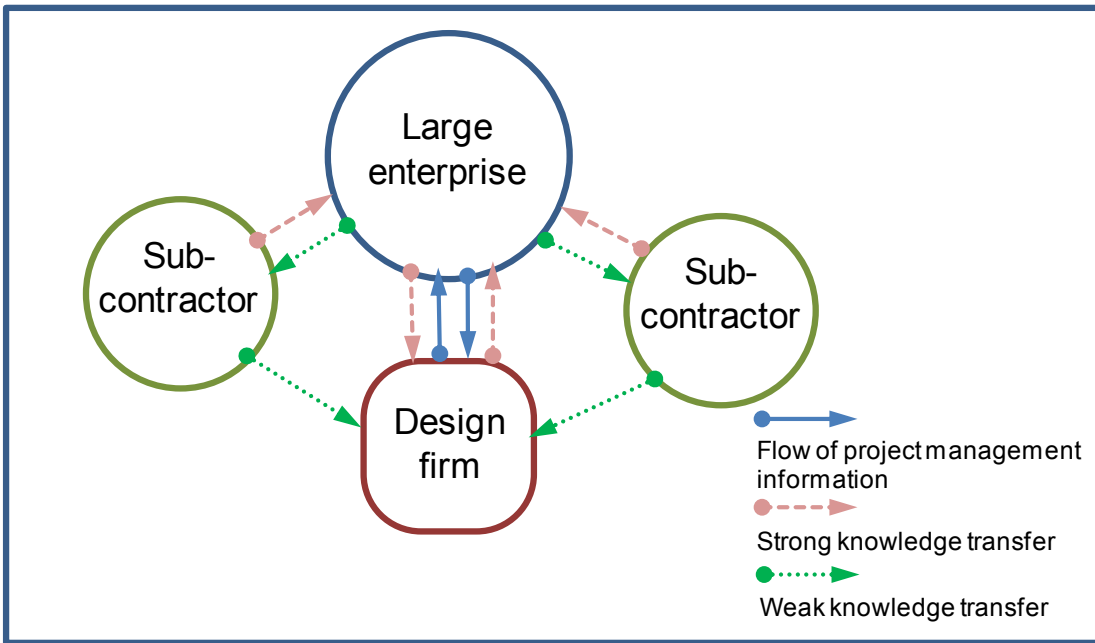 Large
enterprise
Sub-
contractor
Sub-
contractor
Design
firm
Flow of project management
information
Strong knowledge transfer
Weak knowledge transfer